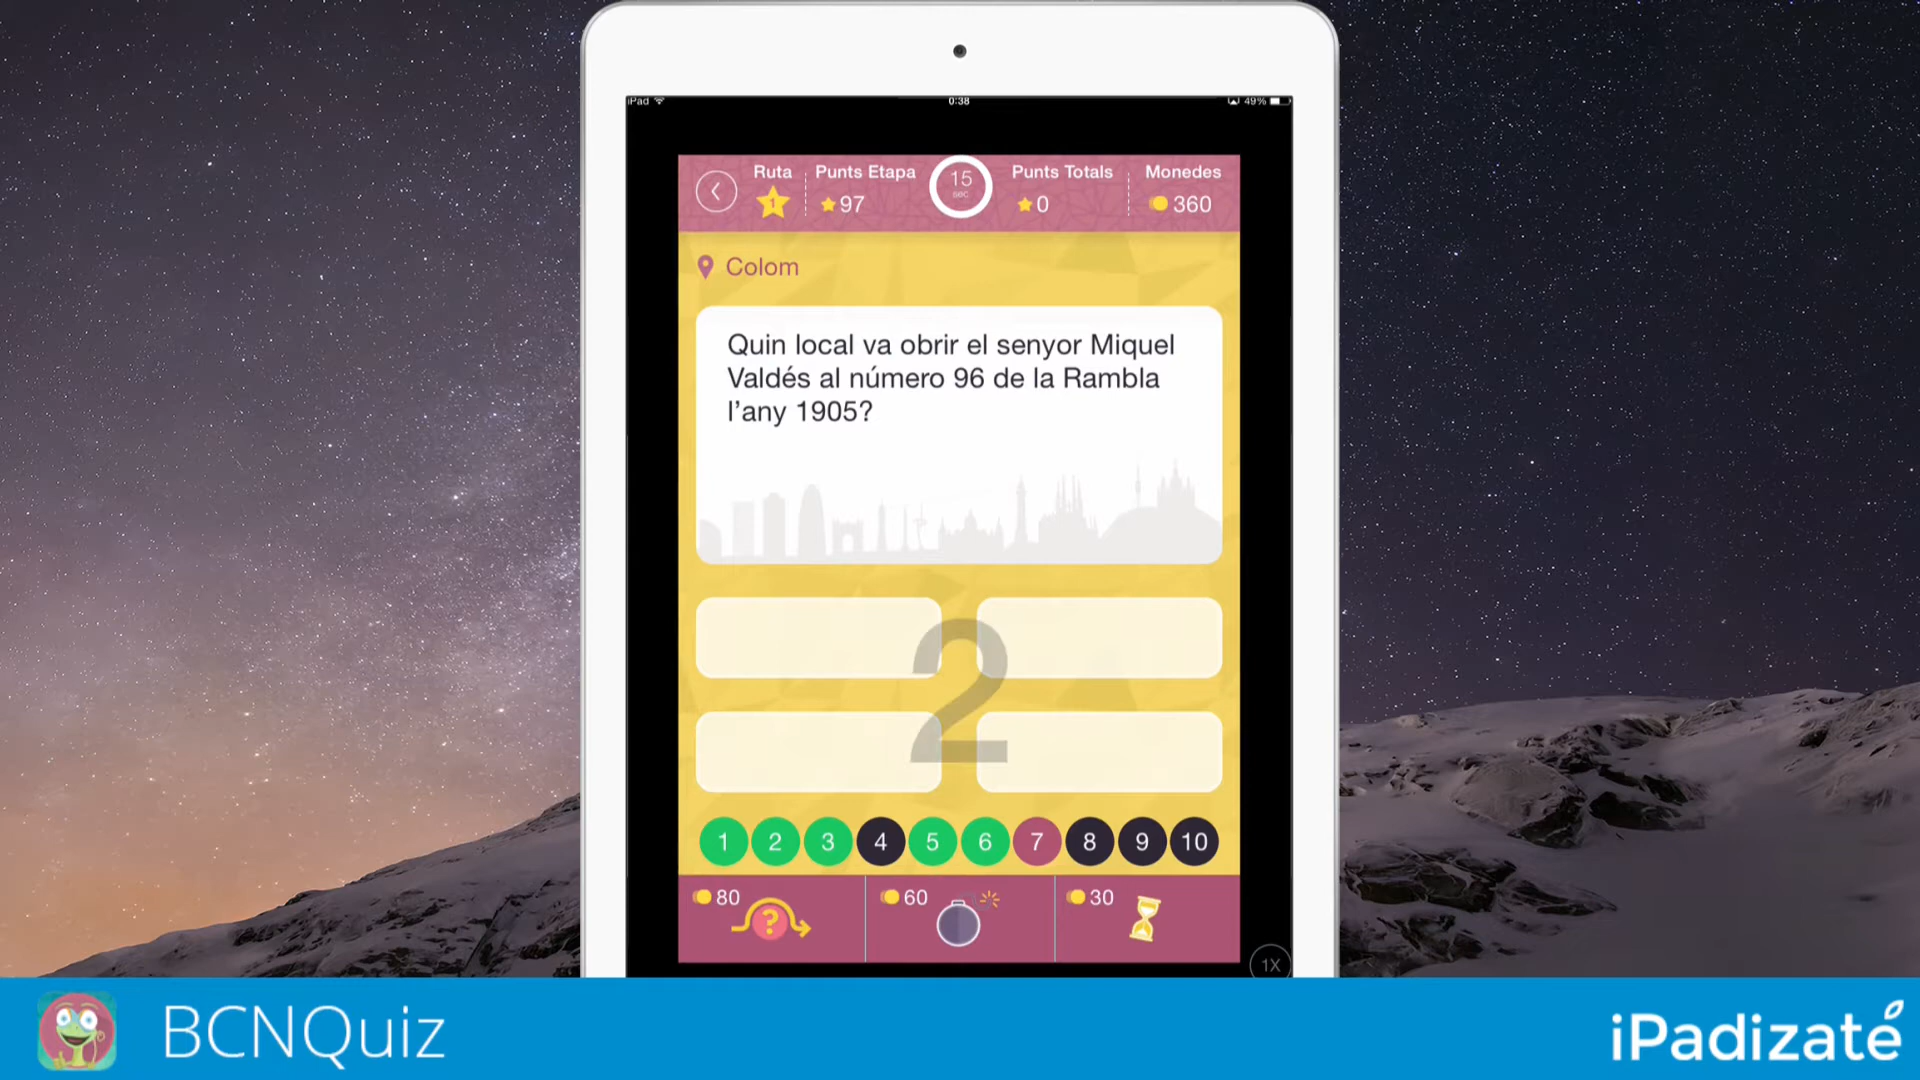 iPad
0:38
49%
Ruta
1
Punts Etapa
97
15
sec
Punts Totals
0
Monedes
360
Colom
Quin local va obrir el senyor Miquel
Valdés al número 96 de la Rambla
l’any 1905?
2
1 2 3 4 5 6 7 8 9 10
80
?
60
30
1X
BCNQuiz
iPadizate